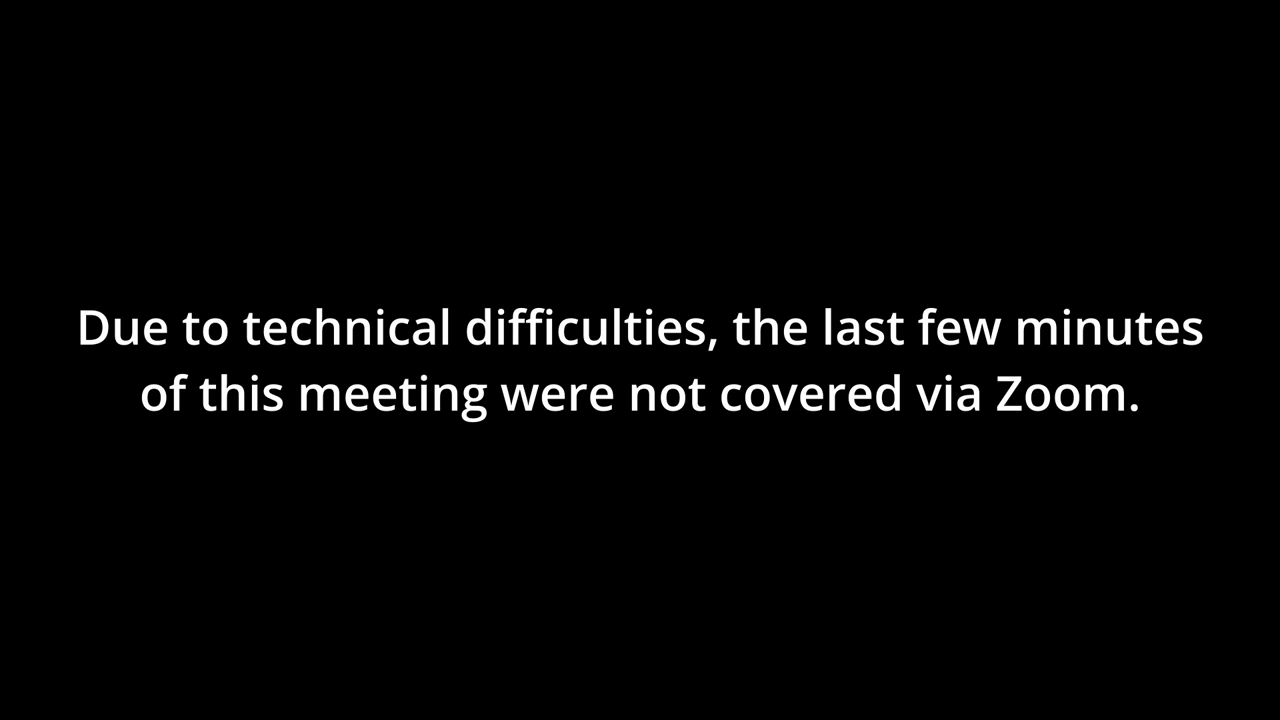 Due to technical difficulties, the last few minutes
of this meeting were not covered via Zoom.